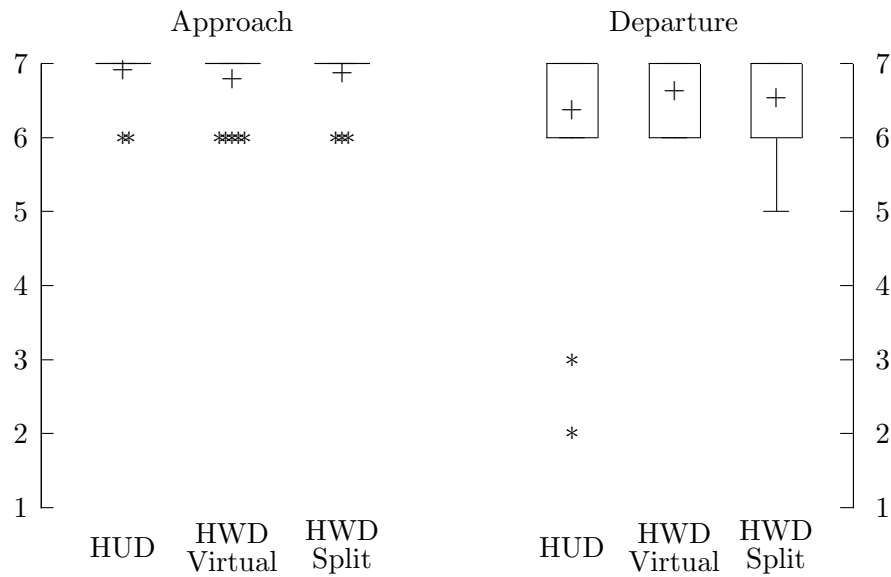 Approach
Departure
7
6
5
4
3
2
1
7
6
5
4
3
2
1
HUD
HWD
Virtual
HWD
Split
HUD
HWD
Virtual
HWD
Split